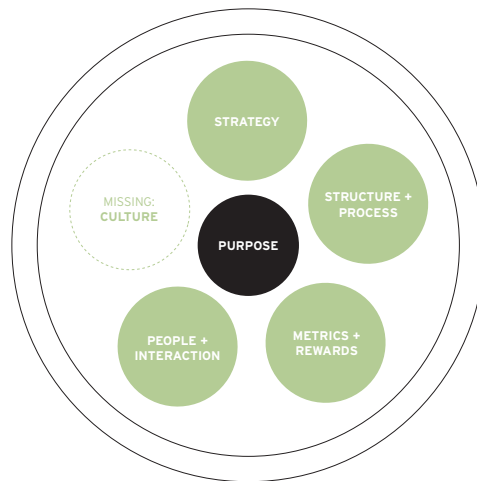 STRATEGY
MISSING:
CULTURE
STRUCTURE +
PROCESS
PURPOSE
PEOPLE +
INTERACTION
METRICS +
REWARDS